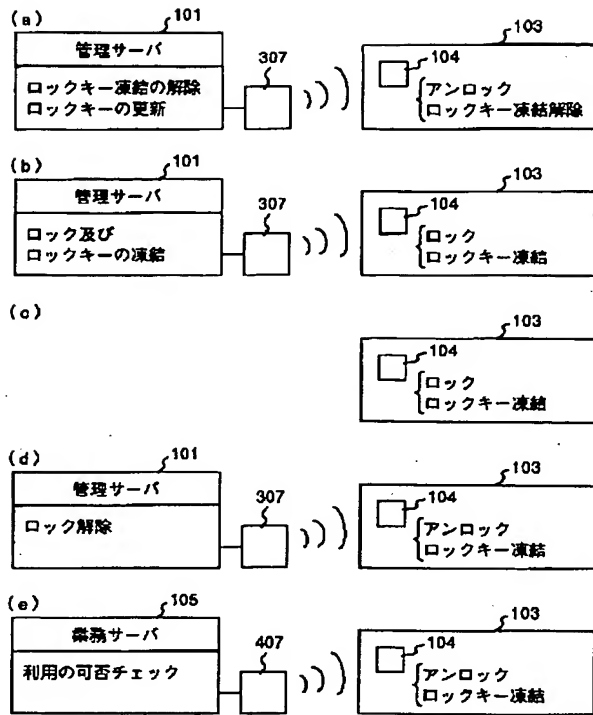 (a)
101
管理サーバ
ロックキー凍結の解除
ロックキーの更新
307
103
104
アンロック
ロックキー凍結解除
(b)
101
管理サーバ
ロック及び
ロックキーの凍結
307
103
104
ロック
ロックキー凍結
(c)
103
104
ロック
ロックキー凍結
(d)
101
管理サーバ
ロック解除
307
103
104
アンロック
ロックキー凍結
(e)
105
業務サーバ
利用の可否チェック
407
103
104
アンロック
ロックキー凍結